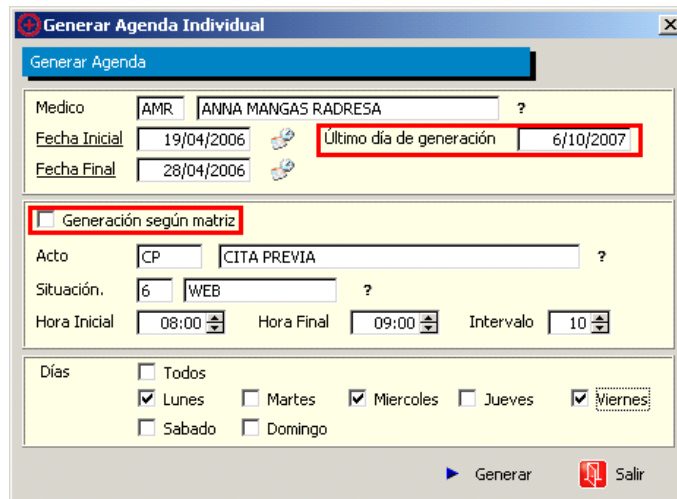 Generar Agenda Individual
Generar Agenda
Medico AMR ANNA MANGAS RADRESA ?
Fecha Inicial 19/04/2006 Último día de generación 6/10/2007
Fecha Final 28/04/2006
Generación según matriz
Acto CP CITA PREVIA ?
Situación. 6 WEB ?
Hora Inicial 08:00 Hora Final 09:00 Intervalo 10
Días Todos
Lunes Martes Miercoles Jueves Viernes
Sabado Domingo
Generar Salir